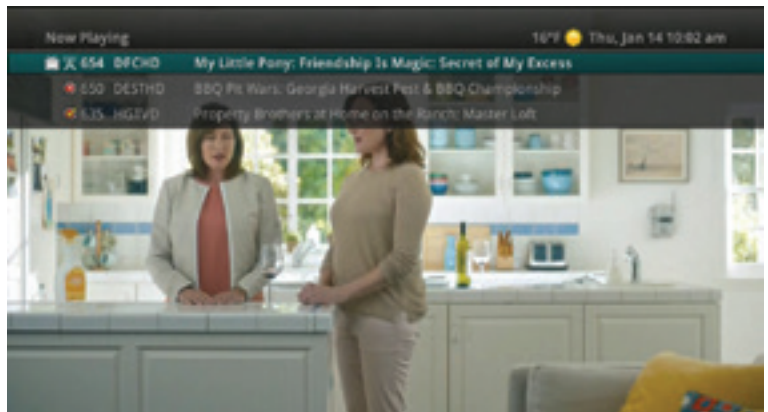 Now Playing 16°F Thu, Jan 14 10:02 am
654 DFCHD My Little Pony: Friendship Is Magic: Secret of My Excess
650 DESTHD BBQ Pit Wars: Georgia Harvest Fest & BBQ Championship
635 HGTVD Property Brothers at Home on the Ranch: Master Loft